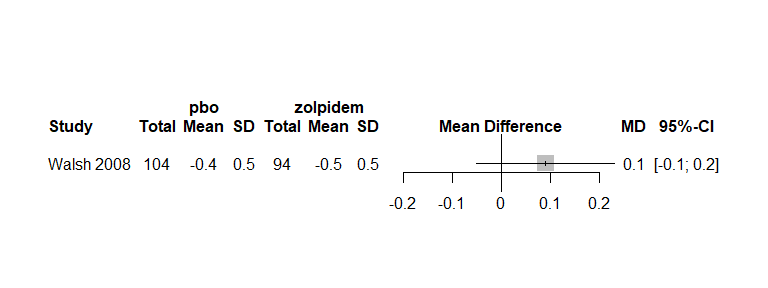 pbo zolpidem
Study Total Mean SD Total Mean SD Mean Difference MD 95%-CI
Walsh 2008 104 -0.4 0.5 94 -0.5 0.5 0.1 [-0.1; 0.2]
-0.2 -0.1 0 0.1 0.2